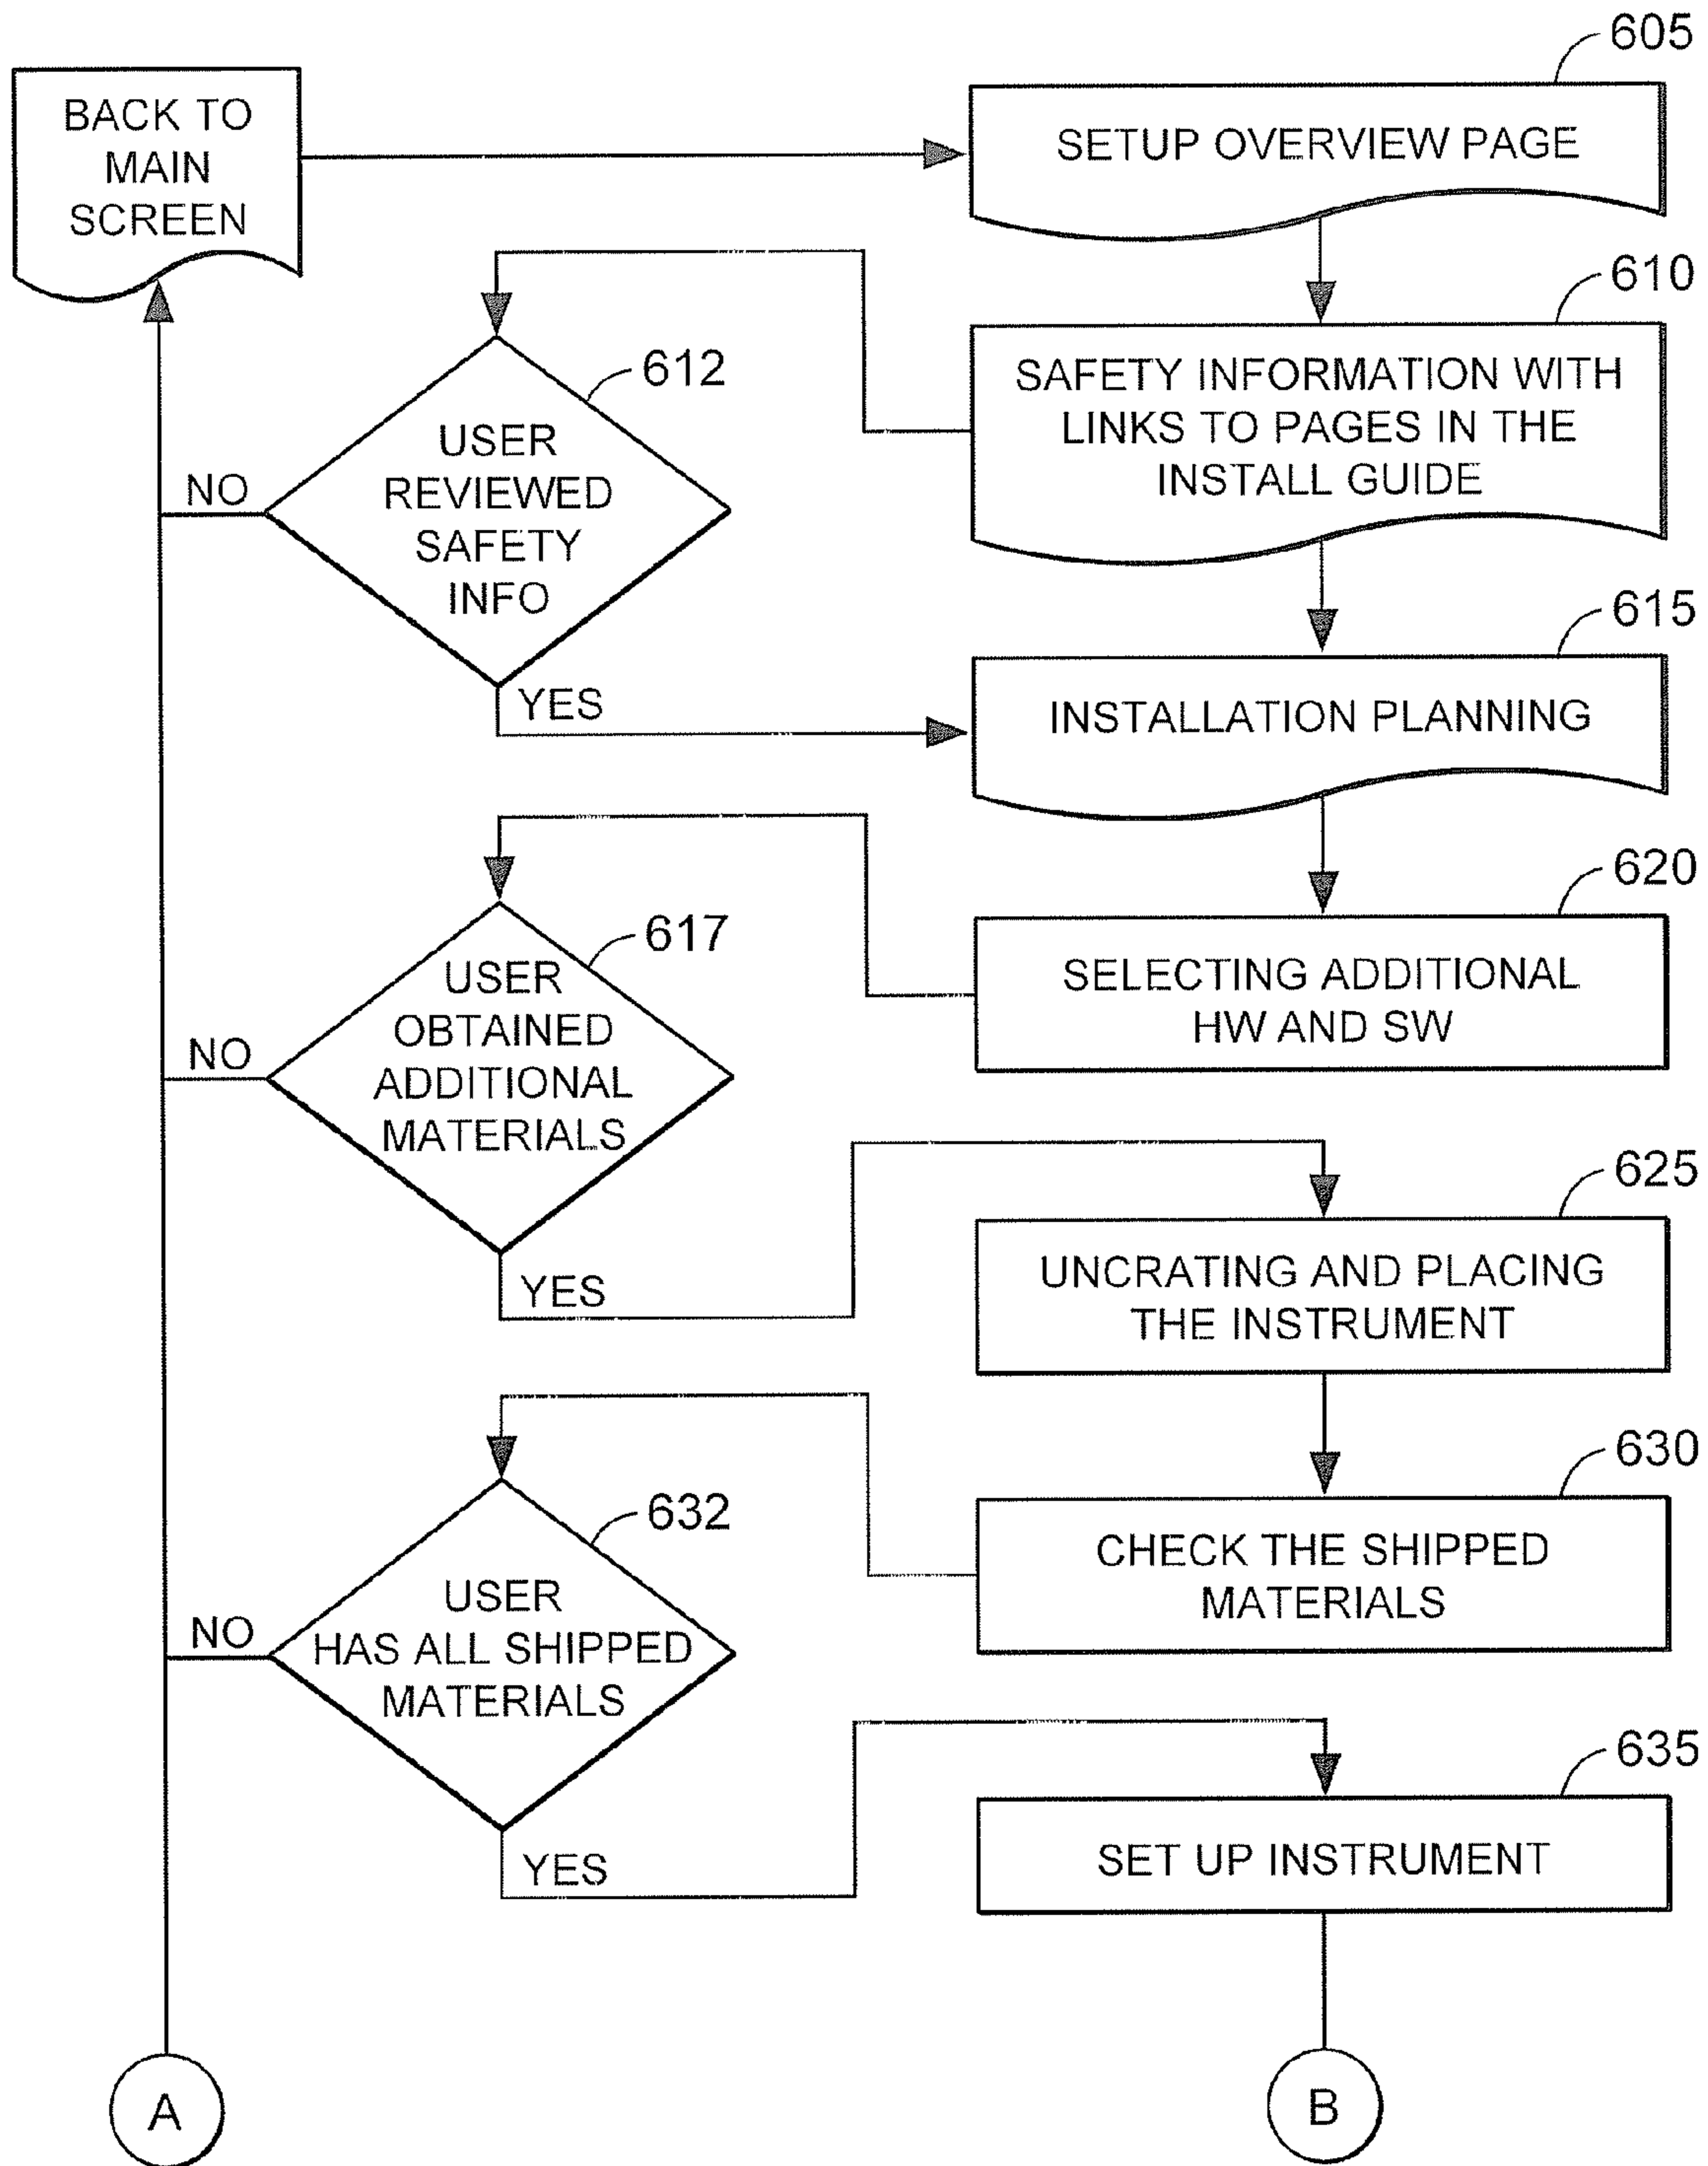 605
BACK TO
MAIN
SCREEN
SETUP OVERVIEW PAGE
610
SAFETY INFORMATION WITH
LINKS TO PAGES IN THE
INSTALL GUIDE
612
USER
REVIEWED
SAFETY
INFO
NO
YES
615
INSTALLATION PLANNING
620
SELECTING ADDITIONAL
HW AND SW
617
USER
OBTAINED
ADDITIONAL
MATERIALS
NO
YES
625
UNCRATING AND PLACING
THE INSTRUMENT
630
CHECK THE SHIPPED
MATERIALS
632
USER
HAS ALL SHIPPED
MATERIALS
NO
YES
635
SET UP INSTRUMENT
A
B